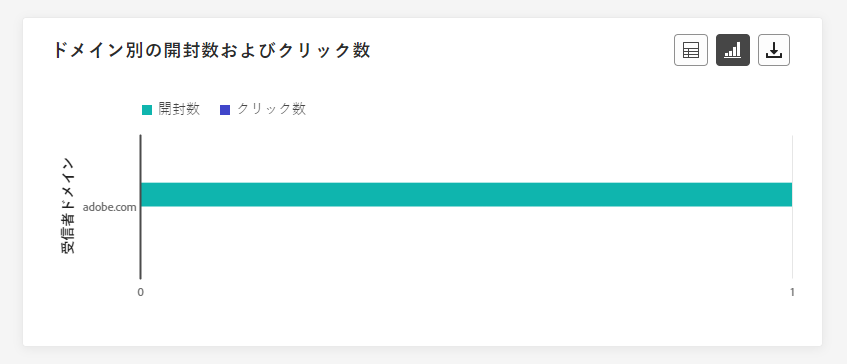 ドメイン別の開封数およびクリック数
開封数 クリック数
受信者ドメイン
adobe.com
0 1